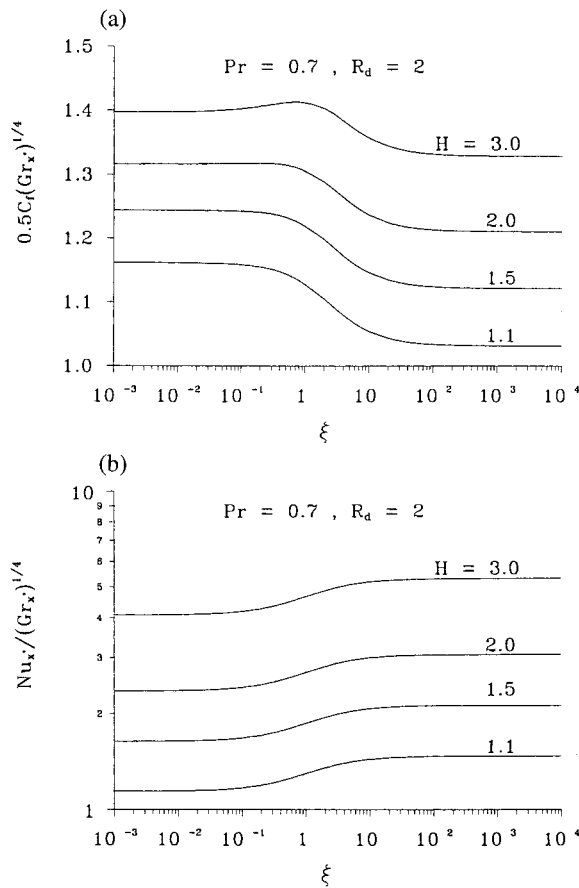 (a)
1.5
1.4
1.3
1.2
1.1
1.0
0.5C_f(Gr_x')^1/4
Pr = 0.7 , R_d = 2
H = 3.0
2.0
1.5
1.1
10^-3 10^-2 10^-1 1 10 10^2 10^3 10^4
ξ
(b)
10
9
8
7
6
5
4
3
2
1
Nu_x'/(Gr_x')^1/4
Pr = 0.7 , R_d = 2
H = 3.0
2.0
1.5
1.1
10^-3 10^-2 10^-1 1 10 10^2 10^3 10^4
ξ